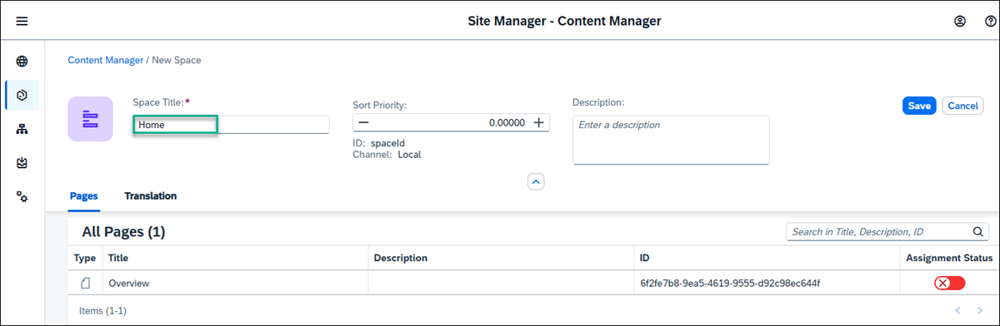 Site Manager - Content Manager
Content Manager / New Space
Space Title:*
Home
Sort Priority:
0.00000
ID: spaceId
Channel: Local
Description:
Enter a description
Save
Cancel
Pages
Translation
All Pages (1)
Search in Title, Description, ID
Type Title Description ID Assignment Status
Overview 6f2fe7b8-9ea5-4619-9555-d92c98ec644f
Items (1-1)